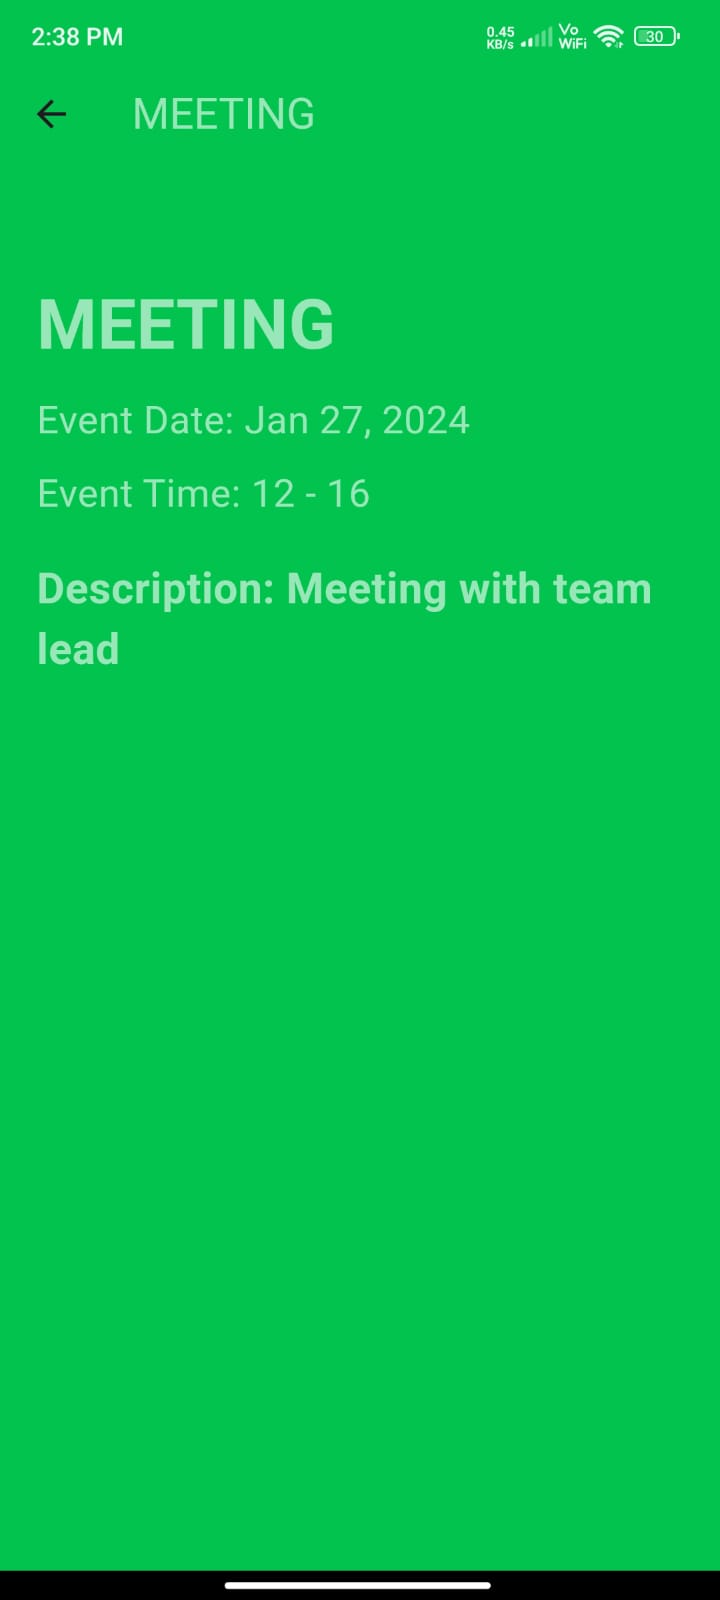 2:38 PM
0.45
KB/s
Vo
WiFi
30
MEETING
MEETING
Event Date: Jan 27, 2024
Event Time: 12 - 16
Description: Meeting with team
lead